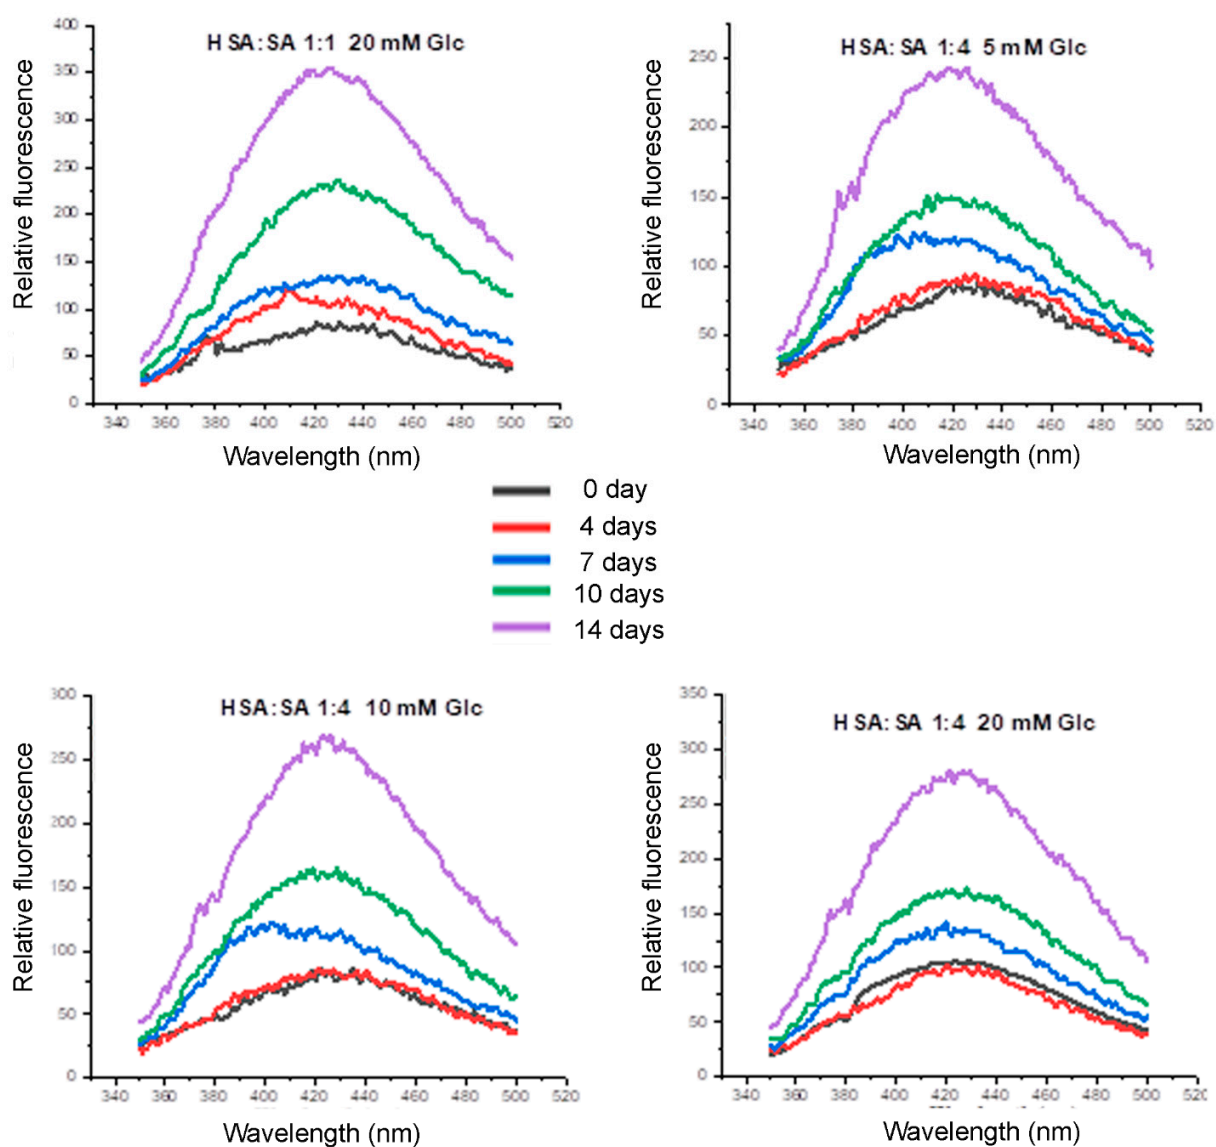 HSA:SA 1:1 20 mM Glc
Relative fluorescence
400
350
300
250
200
150
100
50
0
340 360 380 400 420 440 460 480 500 520
Wavelength (nm)
HSA:SA 1:4 5 mM Glc
Relative fluorescence
250
200
150
100
50
0
340 360 380 400 420 440 460 480 500 520
Wavelength (nm)
0 day
4 days
7 days
10 days
14 days
HSA:SA 1:4 10 mM Glc
Relative fluorescence
300
250
200
150
100
50
0
340 360 380 400 420 440 460 480 500 520
Wavelength (nm)
HSA:SA 1:4 20 mM Glc
Relative fluorescence
350
300
250
200
150
100
50
0
340 360 380 400 420 440 460 480 500 520
Wavelength (nm)